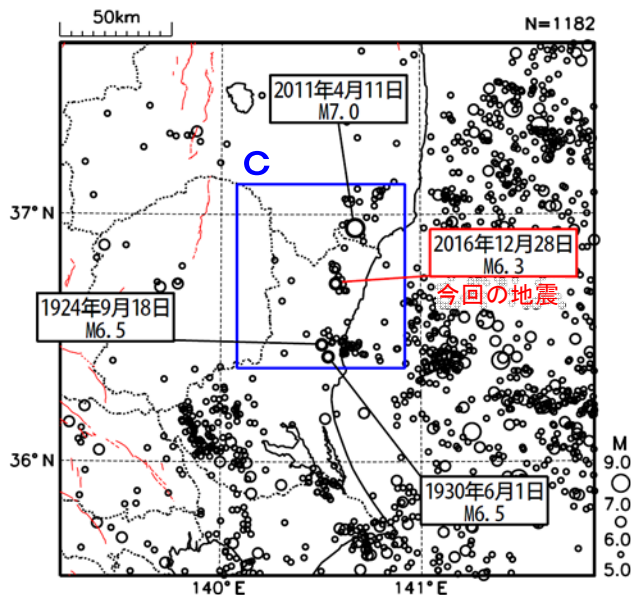 50km
N=1182
2011年4月11日
M7.0
C
37°N
2016年12月28日
M6.3
今回の地震
1924年9月18日
M6.5
36°N
1930年6月1日
M6.5
M
9.0
7.0
6.0
5.0
140°E
141°E